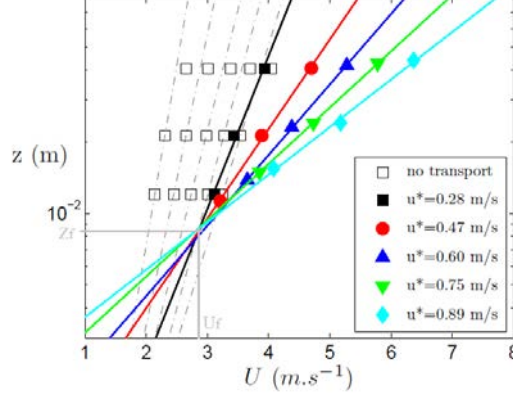 z (m)
10⁻²
Zf
Uf
no transport
u*=0.28 m/s
u*=0.47 m/s
u*=0.60 m/s
u*=0.75 m/s
u*=0.89 m/s
1 2 3 4 5 6 7 8
U (m.s⁻¹)